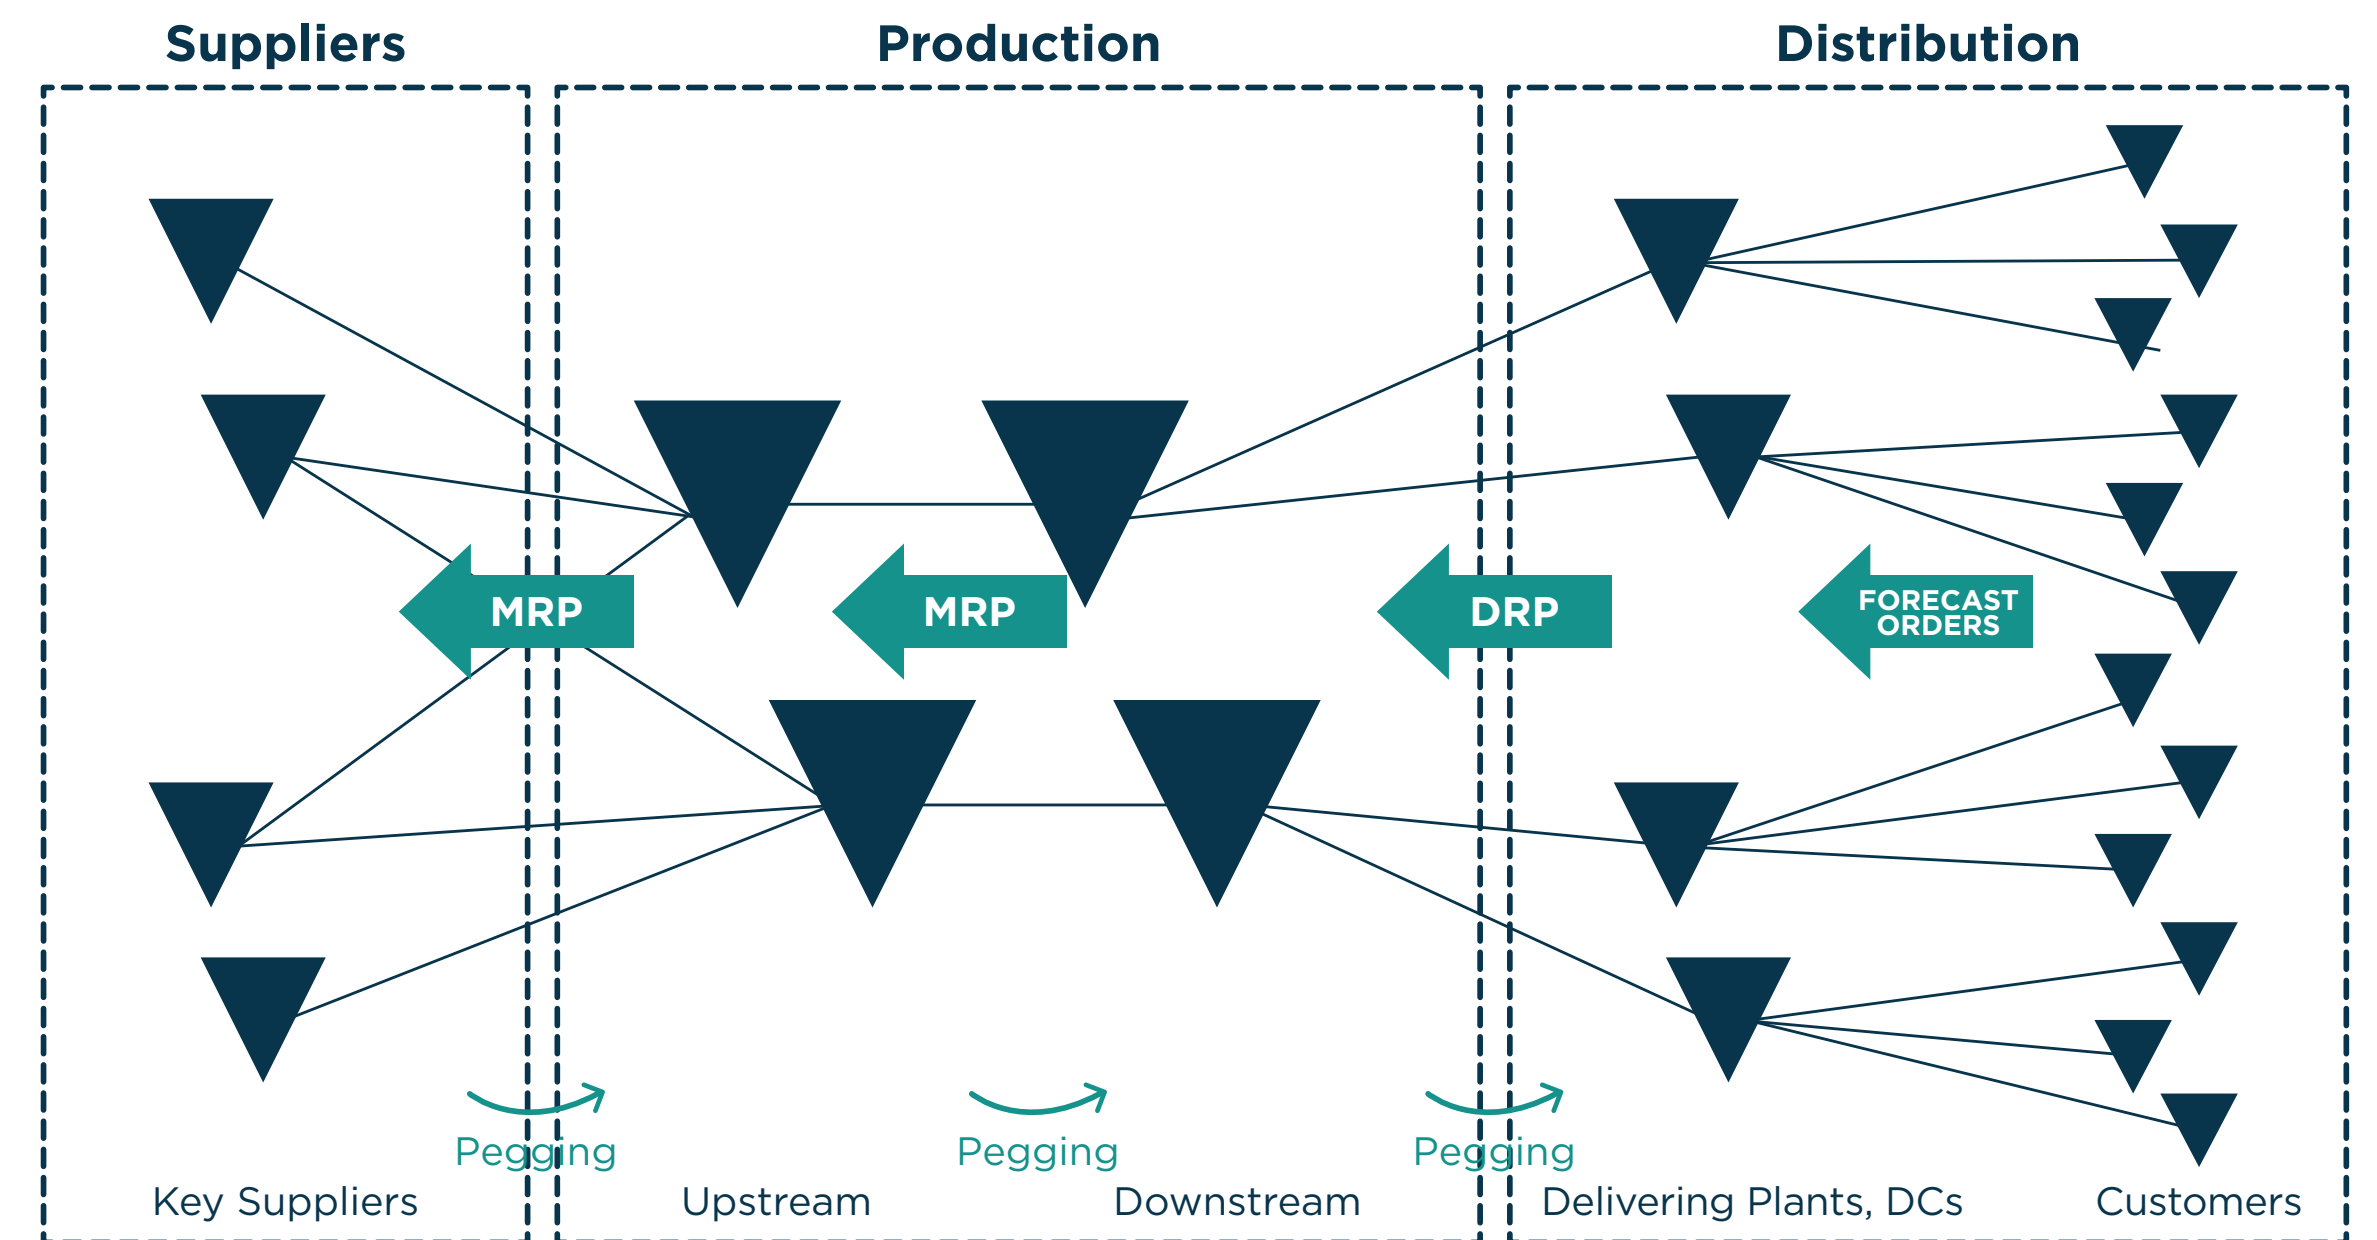 Suppliers
Production
Distribution
MRP
MRP
DRP
FORECAST
ORDERS
Pegging
Pegging
Pegging
Key Suppliers
Upstream
Downstream
Delivering Plants, DCs
Customers